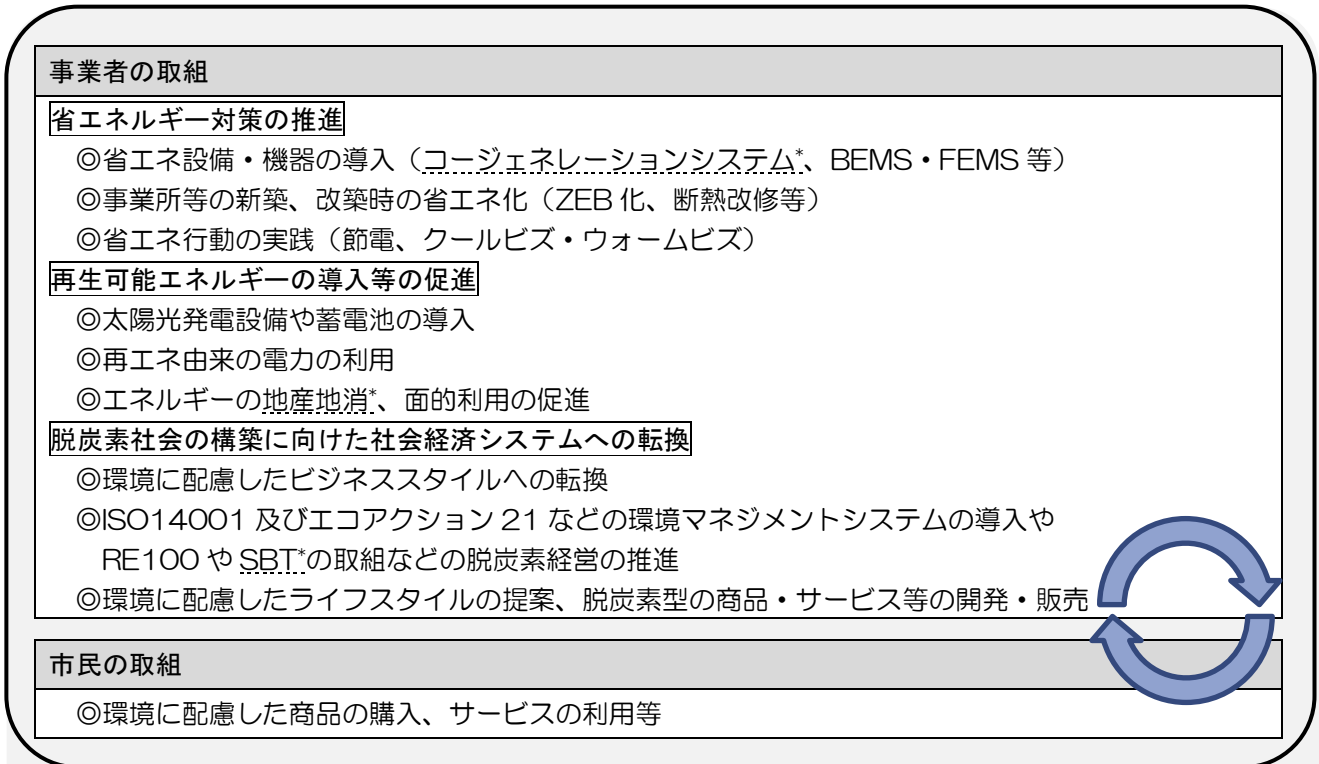 事業者の取組
省エネルギー対策の推進
◎省エネ設備・機器の導入（コージェネレーションシステム*、BEMS・FEMS 等）
◎事業所等の新築、改築時の省エネ化（ZEB 化、断熱改修等）
◎省エネ行動の実践（節電、クールビズ・ウォームビズ）
再生可能エネルギーの導入等の促進
◎太陽光発電設備や蓄電池の導入
◎再エネ由来の電力の利用
◎エネルギーの地産地消*、面的利用の促進
脱炭素社会の構築に向けた社会経済システムへの転換
◎環境に配慮したビジネススタイルへの転換
◎ISO14001 及びエコアクション 21 などの環境マネジメントシステムの導入や
RE100 や SBT*の取組などの脱炭素経営の推進
◎環境に配慮したライフスタイルの提案、脱炭素型の商品・サービス等の開発・販売
市民の取組
◎環境に配慮した商品の購入、サービスの利用等